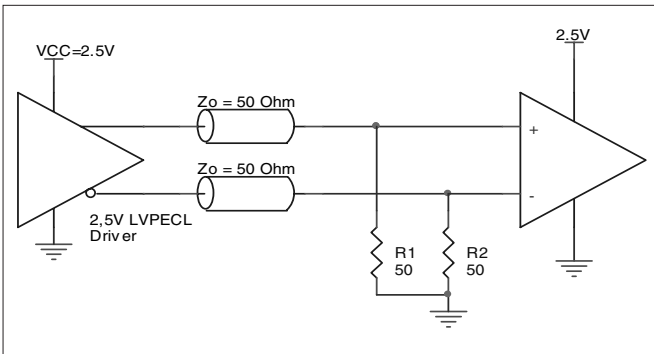 VCC=2.5V
2.5V
Zo = 50 Ohm
+
Zo = 50 Ohm
-
2,5V LVPECL
Driver
R1
50
R2
50